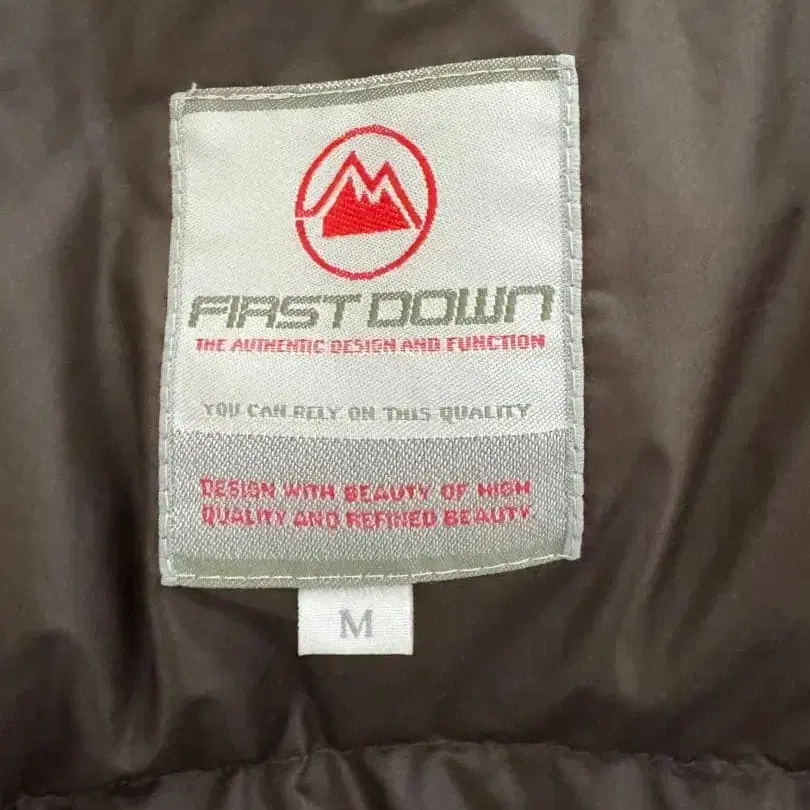 FIRST DOWN
THE AUTHENTIC DESIGN AND FUNCTION
YOU CAN RELY ON THIS QUALITY
DESIGN WITH BEAUTY OF HIGH
QUALITY AND REFINED BEAUTY
M